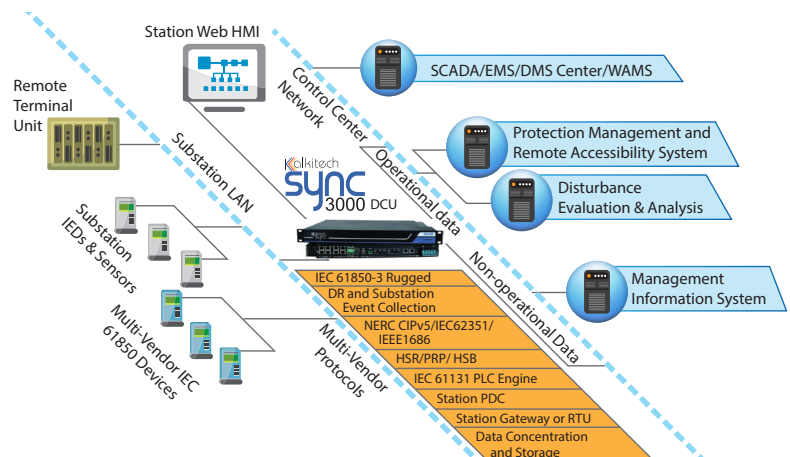 Station Web HMI
Remote
Terminal
Unit
Substation LAN
Control Center
Network
SCADA/EMS/DMS Center/WAMS
Operational data
Protection Management and
Remote Accessibility System
Disturbance
Evaluation & Analysis
Kalkitech
sync
3000 DCU
Substation
IEDs & Sensors
Non-operational Data
Management
Information System
Multi-Vendor IEC
61850 Devices
Multi-Vendor
Protocols
IEC 61850-3 Rugged
DR and Substation
Event Collection
NERC CIPv5/IEC62351/
IEEE1686
HSR/PRP/ HSB
IEC 61131 PLC Engine
Station PDC
Station Gateway or RTU
Data Concentration
and Storage